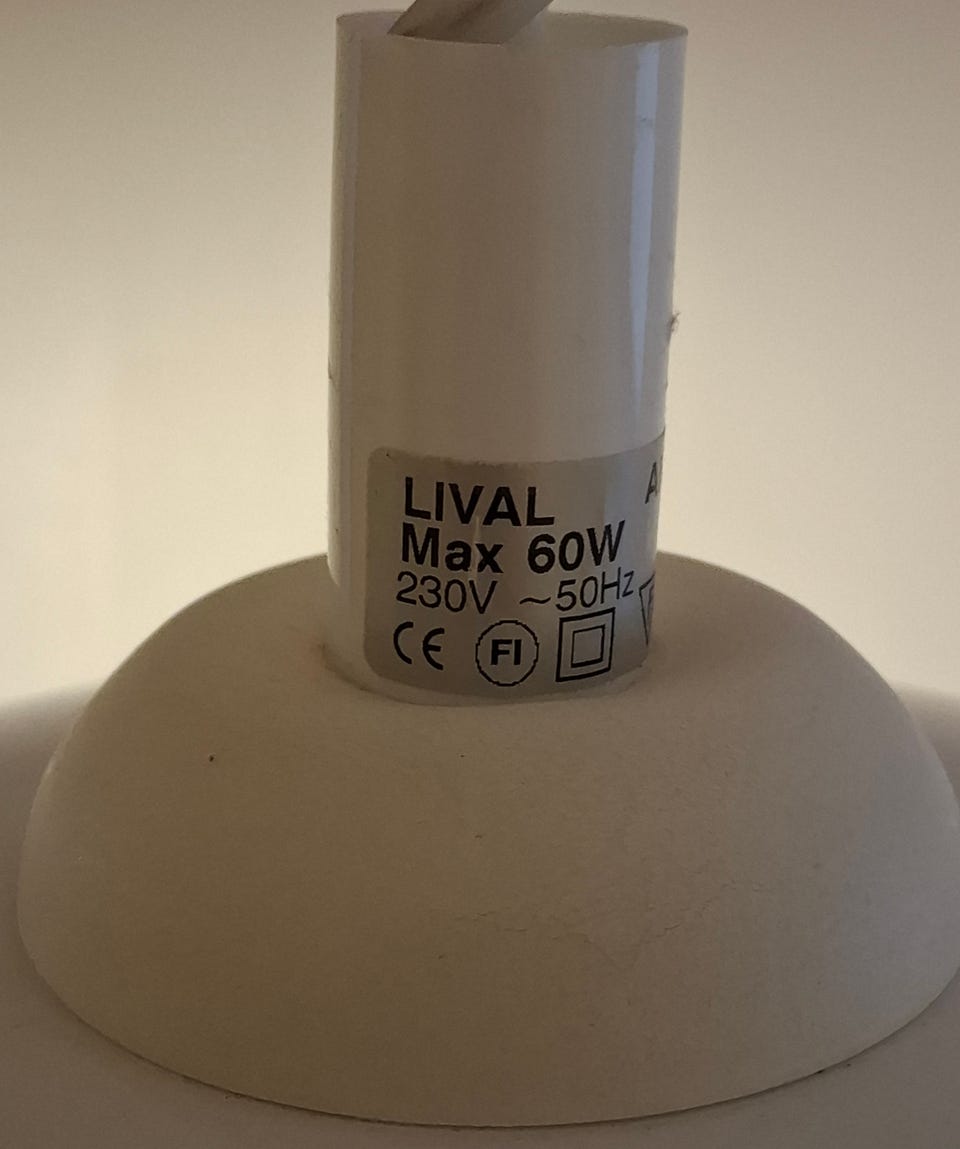 LIVAL
Max 60W
230V ~50Hz
CE FI